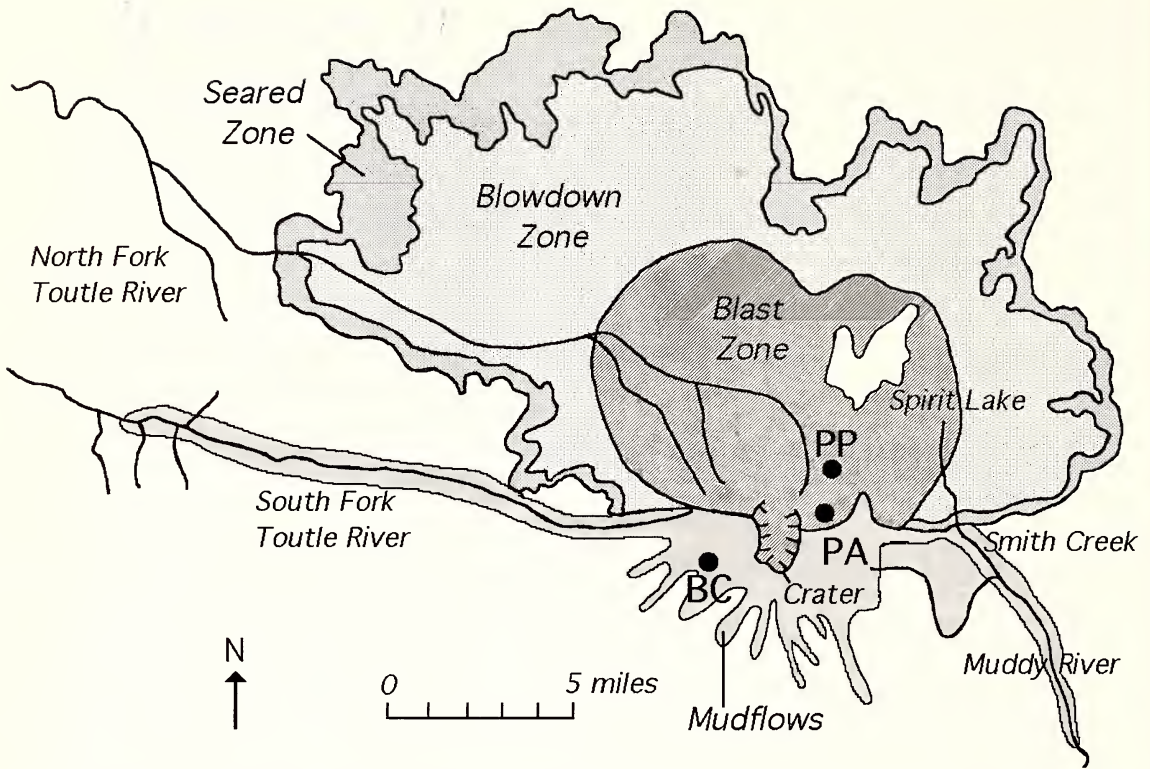 Seared
Zone
Blowdown
Zone
North Fork
Toutle River
Blast
Zone
Spirit Lake
PP
South Fork
Toutle River
PA
Smith Creek
BC
Crater
N
Muddy River
0
5 miles
Mudflows